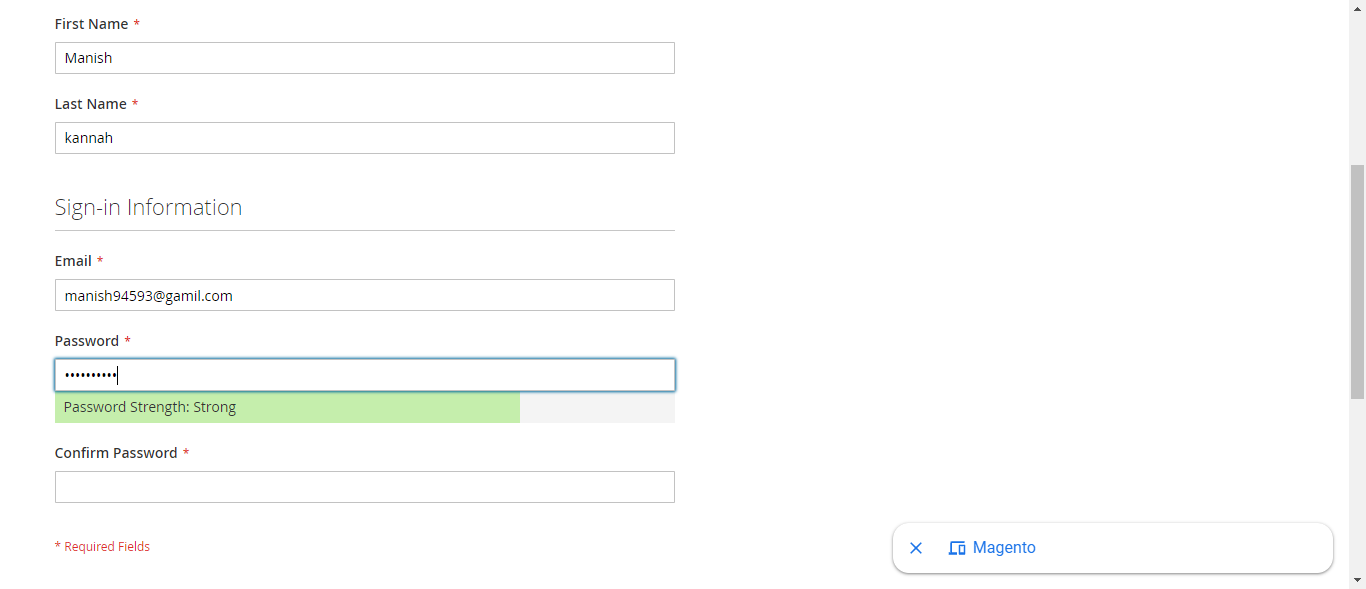 First Name *
Manish
Last Name *
kannah
Sign-in Information
Email *
manish94593@gamil.com
Password *
••••••••••
Password Strength: Strong
Confirm Password *
* Required Fields
Magento